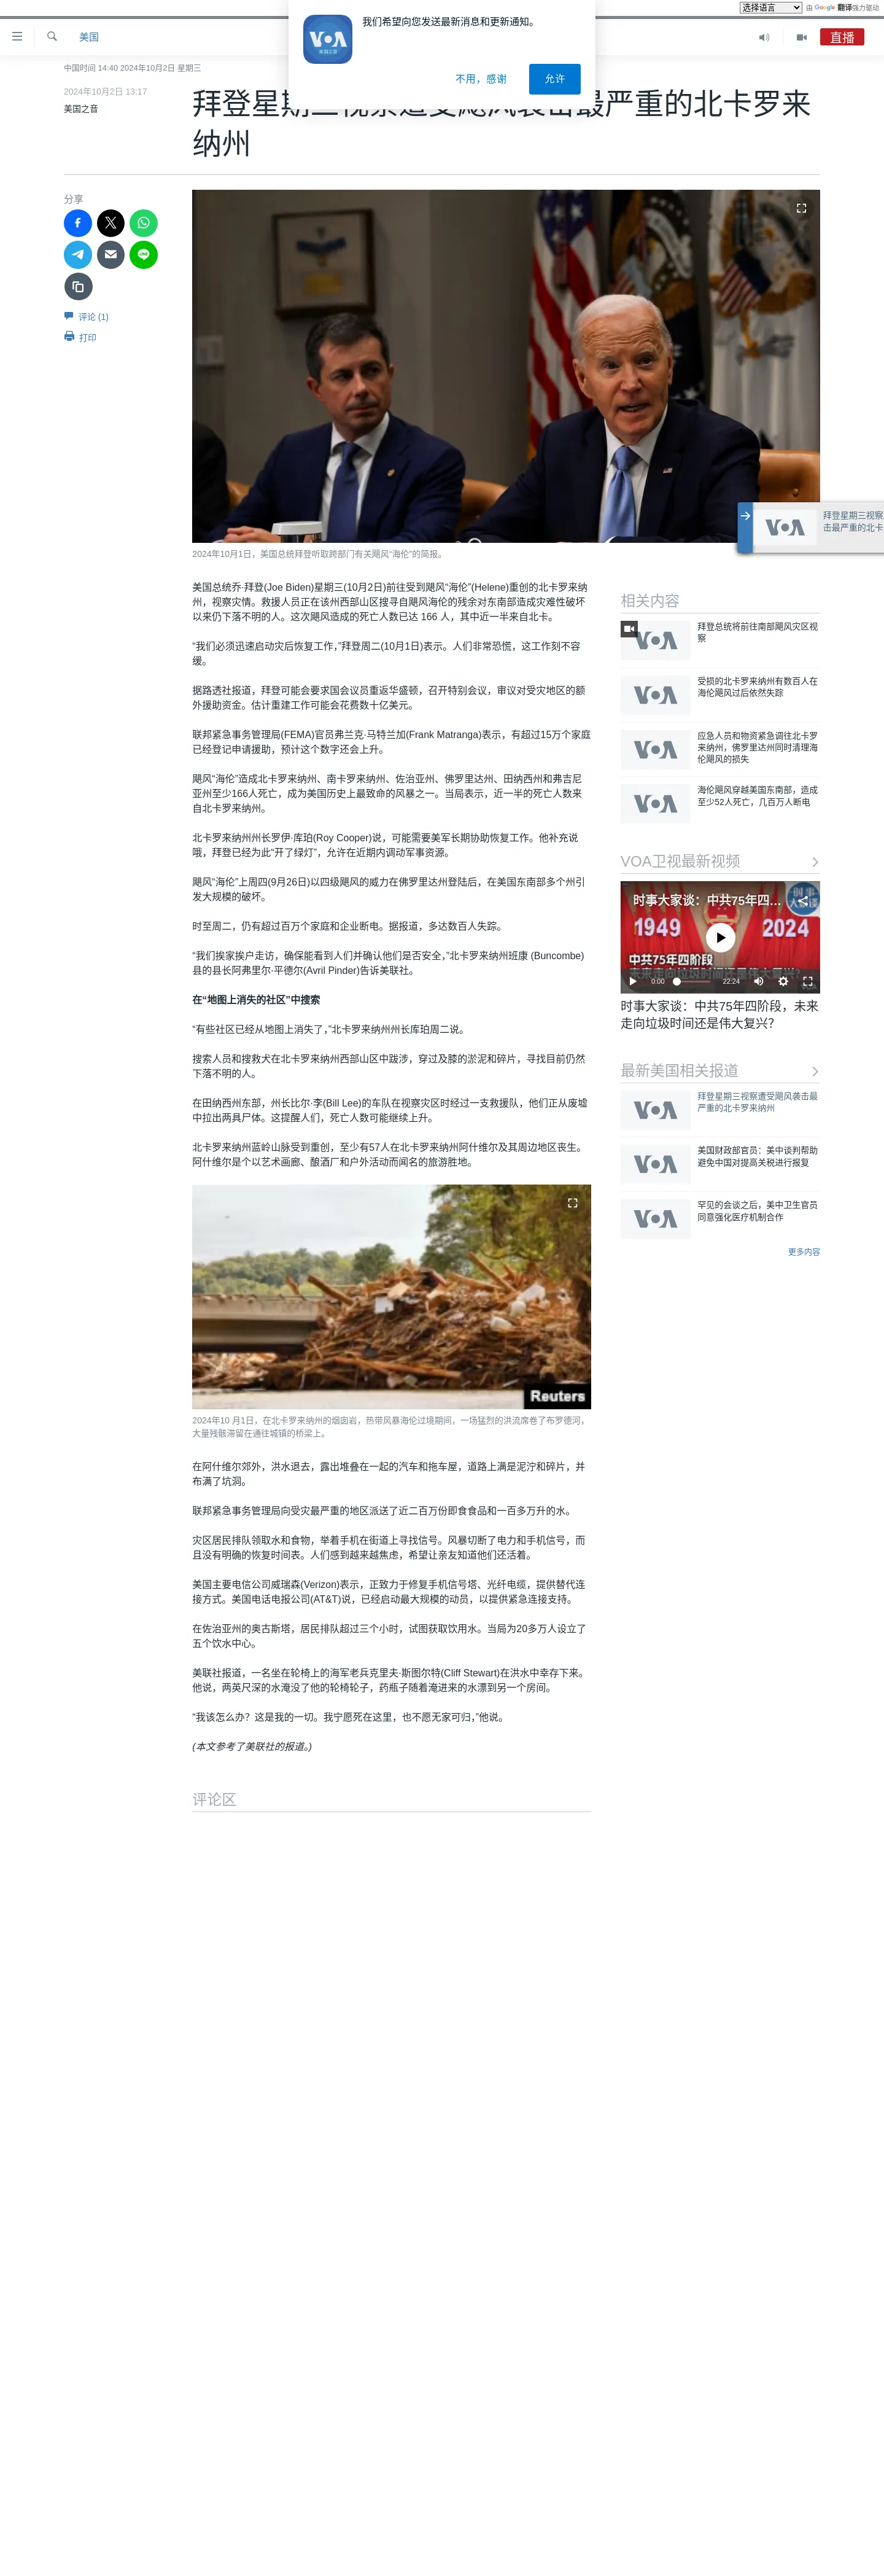 选择语言
由 Google 翻译强力驱动
我们希望向您发送最新消息和更新通知。
VOA
美国之音
不用，感谢
允许
美国
直播
中国时间 14:40 2024年10月2日 星期三
2024年10月2日 13:17
美国之音
拜登星期三视察遭受飓风袭击最严重的北卡罗来
纳州
分享
评论 (1)
打印
拜登星期三视察
击最严重的北卡
VOA
2024年10月1日，美国总统拜登听取跨部门有关飓风“海伦”的简报。
美国总统乔·拜登(Joe Biden)星期三(10月2日)前往受到飓风“海伦”(Helene)重创的北卡罗来纳
州，视察灾情。救援人员正在该州西部山区搜寻自飓风海伦的残余对东南部造成灾难性破坏
以来仍下落不明的人。这次飓风造成的死亡人数已达 166 人，其中近一半来自北卡。
“我们必须迅速启动灾后恢复工作，”拜登周二(10月1日)表示。人们非常恐慌，这工作刻不容
缓。
据路透社报道，拜登可能会要求国会议员重返华盛顿，召开特别会议，审议对受灾地区的额
外援助资金。估计重建工作可能会花费数十亿美元。
联邦紧急事务管理局(FEMA)官员弗兰克·马特兰加(Frank Matranga)表示，有超过15万个家庭
已经登记申请援助，预计这个数字还会上升。
飓风“海伦”造成北卡罗来纳州、南卡罗来纳州、佐治亚州、佛罗里达州、田纳西州和弗吉尼
亚州至少166人死亡，成为美国历史上最致命的风暴之一。当局表示，近一半的死亡人数来
自北卡罗来纳州。
北卡罗来纳州州长罗伊·库珀(Roy Cooper)说，可能需要美军长期协助恢复工作。他补充说
哦，拜登已经为此“开了绿灯”，允许在近期内调动军事资源。
飓风“海伦”上周四(9月26日)以四级飓风的威力在佛罗里达州登陆后，在美国东南部多个州引
发大规模的破坏。
时至周二，仍有超过百万个家庭和企业断电。据报道，多达数百人失踪。
“我们挨家挨户走访，确保能看到人们并确认他们是否安全，”北卡罗来纳州班康 (Buncombe)
县的县长阿弗里尔·平德尔(Avril Pinder)告诉美联社。
在“地图上消失的社区”中搜索
“有些社区已经从地图上消失了，”北卡罗来纳州州长库珀周二说。
搜索人员和搜救犬在北卡罗来纳州西部山区中跋涉，穿过及膝的淤泥和碎片，寻找目前仍然
下落不明的人。
在田纳西州东部，州长比尔·李(Bill Lee)的车队在视察灾区时经过一支救援队，他们正从废墟
中拉出两具尸体。这提醒人们，死亡人数可能继续上升。
北卡罗来纳州蓝岭山脉受到重创，至少有57人在北卡罗来纳州阿什维尔及其周边地区丧生。
阿什维尔是个以艺术画廊、酿酒厂和户外活动而闻名的旅游胜地。
Reuters
2024年10 月1日，在北卡罗来纳州的烟囱岩，热带风暴海伦过境期间，一场猛烈的洪流席卷了布罗德河，
大量残骸滞留在通往城镇的桥梁上。
在阿什维尔郊外，洪水退去，露出堆叠在一起的汽车和拖车屋，道路上满是泥泞和碎片，并
布满了坑洞。
联邦紧急事务管理局向受灾最严重的地区派送了近二百万份即食食品和一百多万升的水。
灾区居民排队领取水和食物，举着手机在街道上寻找信号。风暴切断了电力和手机信号，而
且没有明确的恢复时间表。人们感到越来越焦虑，希望让亲友知道他们还活着。
美国主要电信公司威瑞森(Verizon)表示，正致力于修复手机信号塔、光纤电缆，提供替代连
接方式。美国电话电报公司(AT&T)说，已经启动最大规模的动员，以提供紧急连接支持。
在佐治亚州的奥古斯塔，居民排队超过三个小时，试图获取饮用水。当局为20多万人设立了
五个饮水中心。
美联社报道，一名坐在轮椅上的海军老兵克里夫·斯图尔特(Cliff Stewart)在洪水中幸存下来。
他说，两英尺深的水淹没了他的轮椅轮子，药瓶子随着淹进来的水漂到另一个房间。
“我该怎么办？这是我的一切。我宁愿死在这里，也不愿无家可归，”他说。
(本文参考了美联社的报道。)
评论区
相关内容
VOA
拜登总统将前往南部飓风灾区视
察
VOA
受损的北卡罗来纳州有数百人在
海伦飓风过后依然失踪
VOA
应急人员和物资紧急调往北卡罗
来纳州，佛罗里达州同时清理海
伦飓风的损失
VOA
海伦飓风穿越美国东南部，造成
至少52人死亡，几百万人断电
VOA卫视最新视频
时事大家谈：中共75年四…
时事大家谈
1949
2024
中共75年四阶段
未来走向垃圾时间还是伟大复兴？
0:00
22:24
VOA
时事大家谈：中共75年四阶段，未来
走向垃圾时间还是伟大复兴？
最新美国相关报道
VOA
拜登星期三视察遭受飓风袭击最
严重的北卡罗来纳州
VOA
美国财政部官员：美中谈判帮助
避免中国对提高关税进行报复
VOA
罕见的会谈之后，美中卫生官员
同意强化医疗机制合作
更多内容